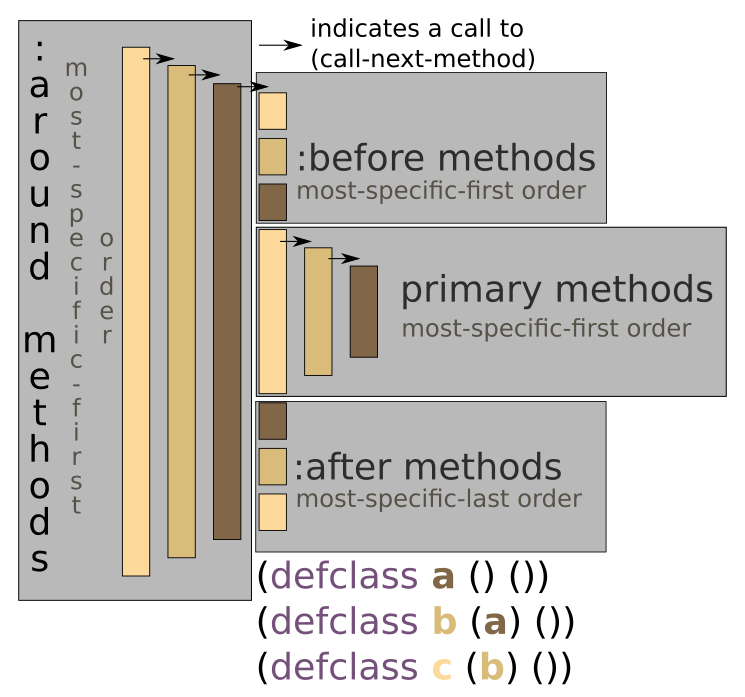 indicates a call to
(call-next-method)
:around methods
most-specific-first
order
:before methods
most-specific-first order
primary methods
most-specific-first order
:after methods
most-specific-last order
(defclass a () ())
(defclass b (a) ())
(defclass c (b) ())